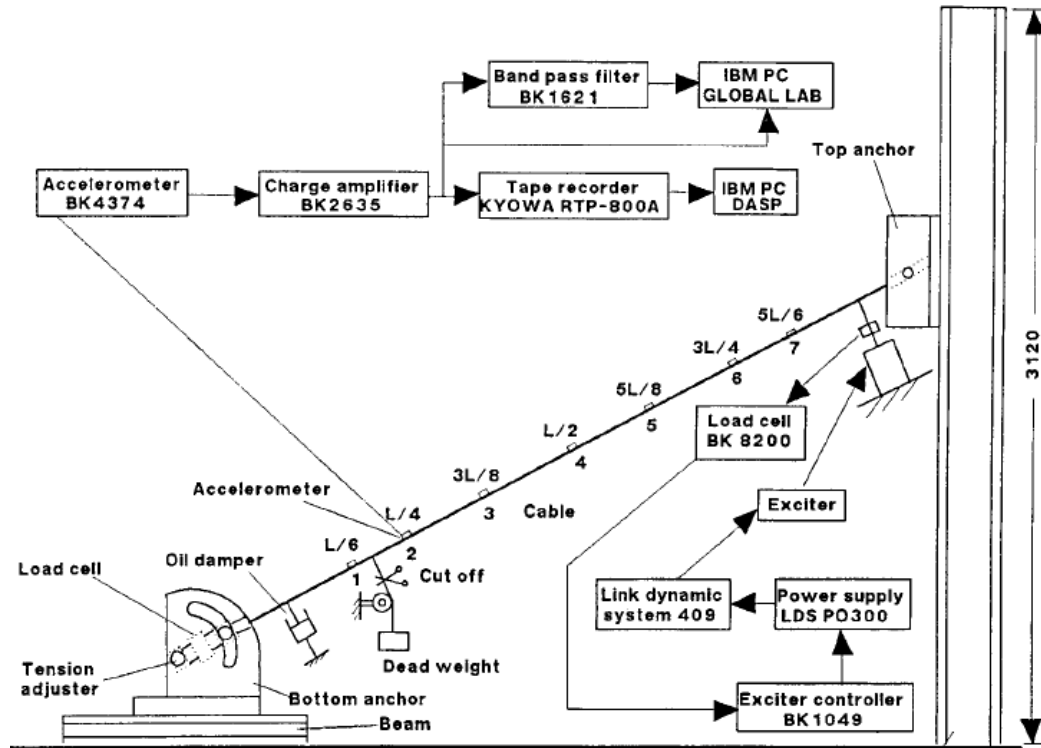 Band pass filter
BK1621
IBM PC
GLOBAL LAB
Top anchor
Accelerometer
BK4374
Charge amplifier
BK2635
Tape recorder
KYOWA RTP-800A
IBM PC
DASP
3120
5L/6
7
3L/4
6
5L/8
5
Load cell
BK 8200
L/2
4
3L/8
3
Accelerometer
L/4
2
Cable
Exciter
L/6
1
Oil damper
Cut off
Load cell
Link dynamic
system 409
Power supply
LDS PO300
Dead weight
Tension
adjuster
Bottom anchor
Beam
Exciter controller
BK1049